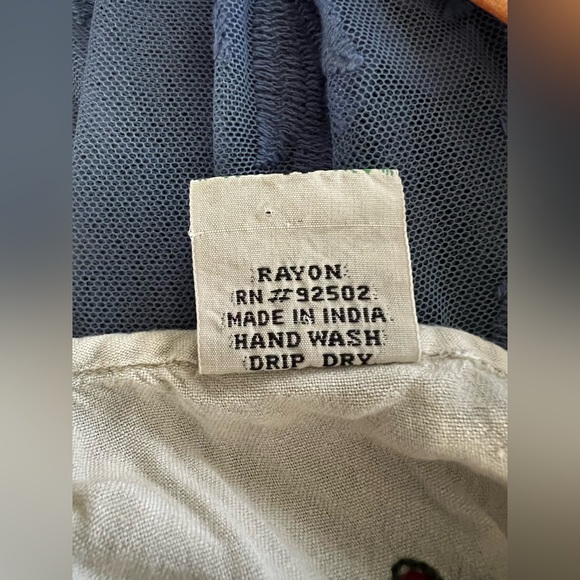 RAYON
RN #92502
MADE IN INDIA
HAND WASH
DRIP DRY